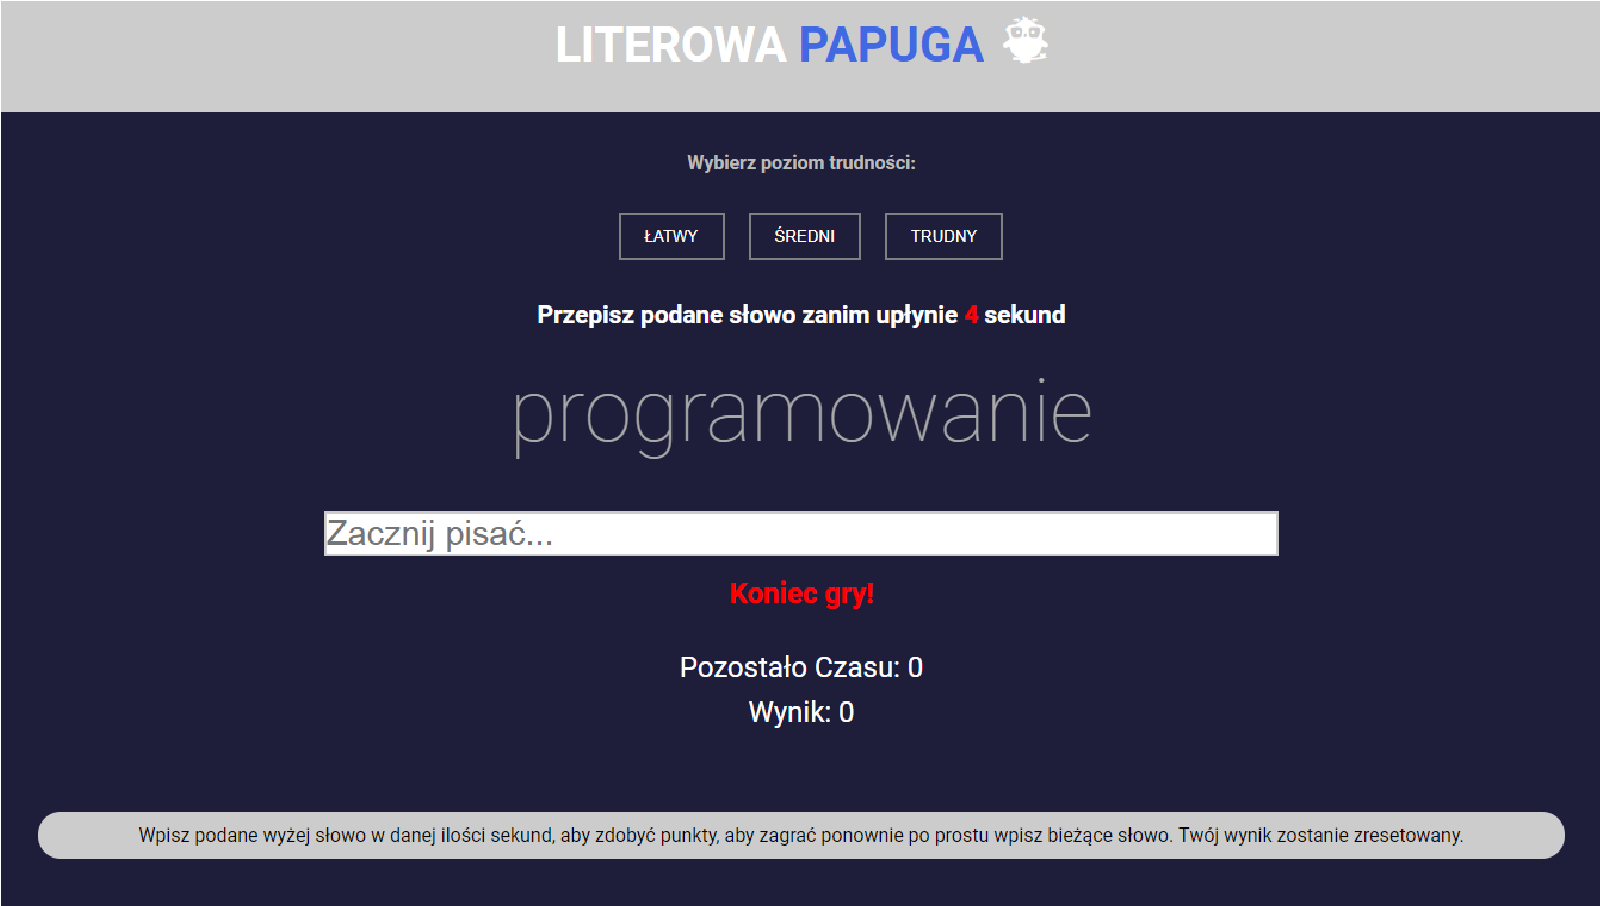 LITEROWA PAPUGA
Wybierz poziom trudności:
ŁATWY ŚREDNI TRUDNY
Przepisz podane słowo zanim upłynie 4 sekund
programowanie
Zacznij pisać...
Koniec gry!
Pozostało Czasu: 0
Wynik: 0
Wpisz podane wyżej słowo w danej ilości sekund, aby zdobyć punkty, aby zagrać ponownie po prostu wpisz bieżące słowo. Twój wynik zostanie zresetowany.